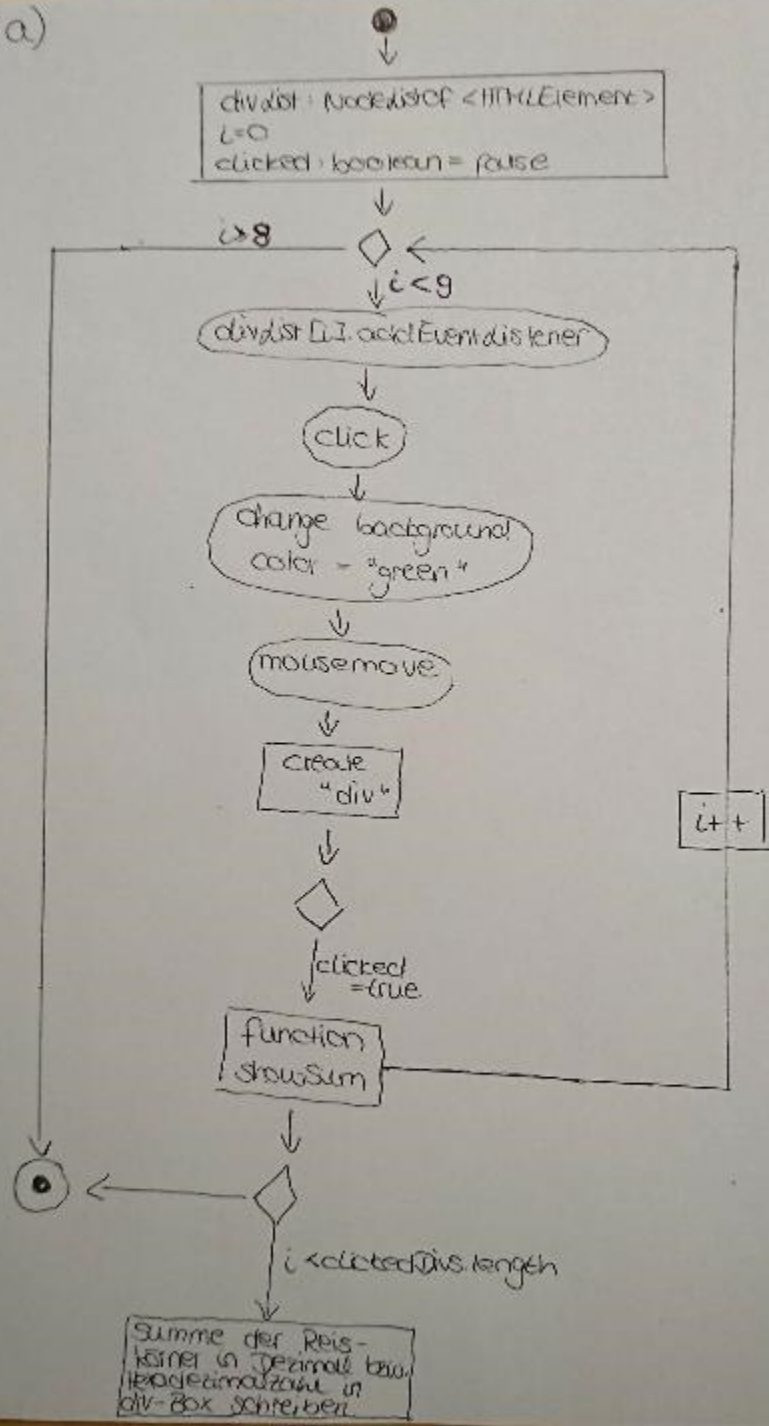 a)
divList: NodeListOf <HTMLElement>
i=0
clicked: boolean = false
i>8
i<9
divList [i]. addEventListener
click
change background
color = "green"
mousemove
create
"div"
i++
clicked
=true
function
showSum
i <clickedDivs.length
Summe der Reis-
körner in Dezimal bzw.
Hexadezimalzahl in
div-Box schreiben